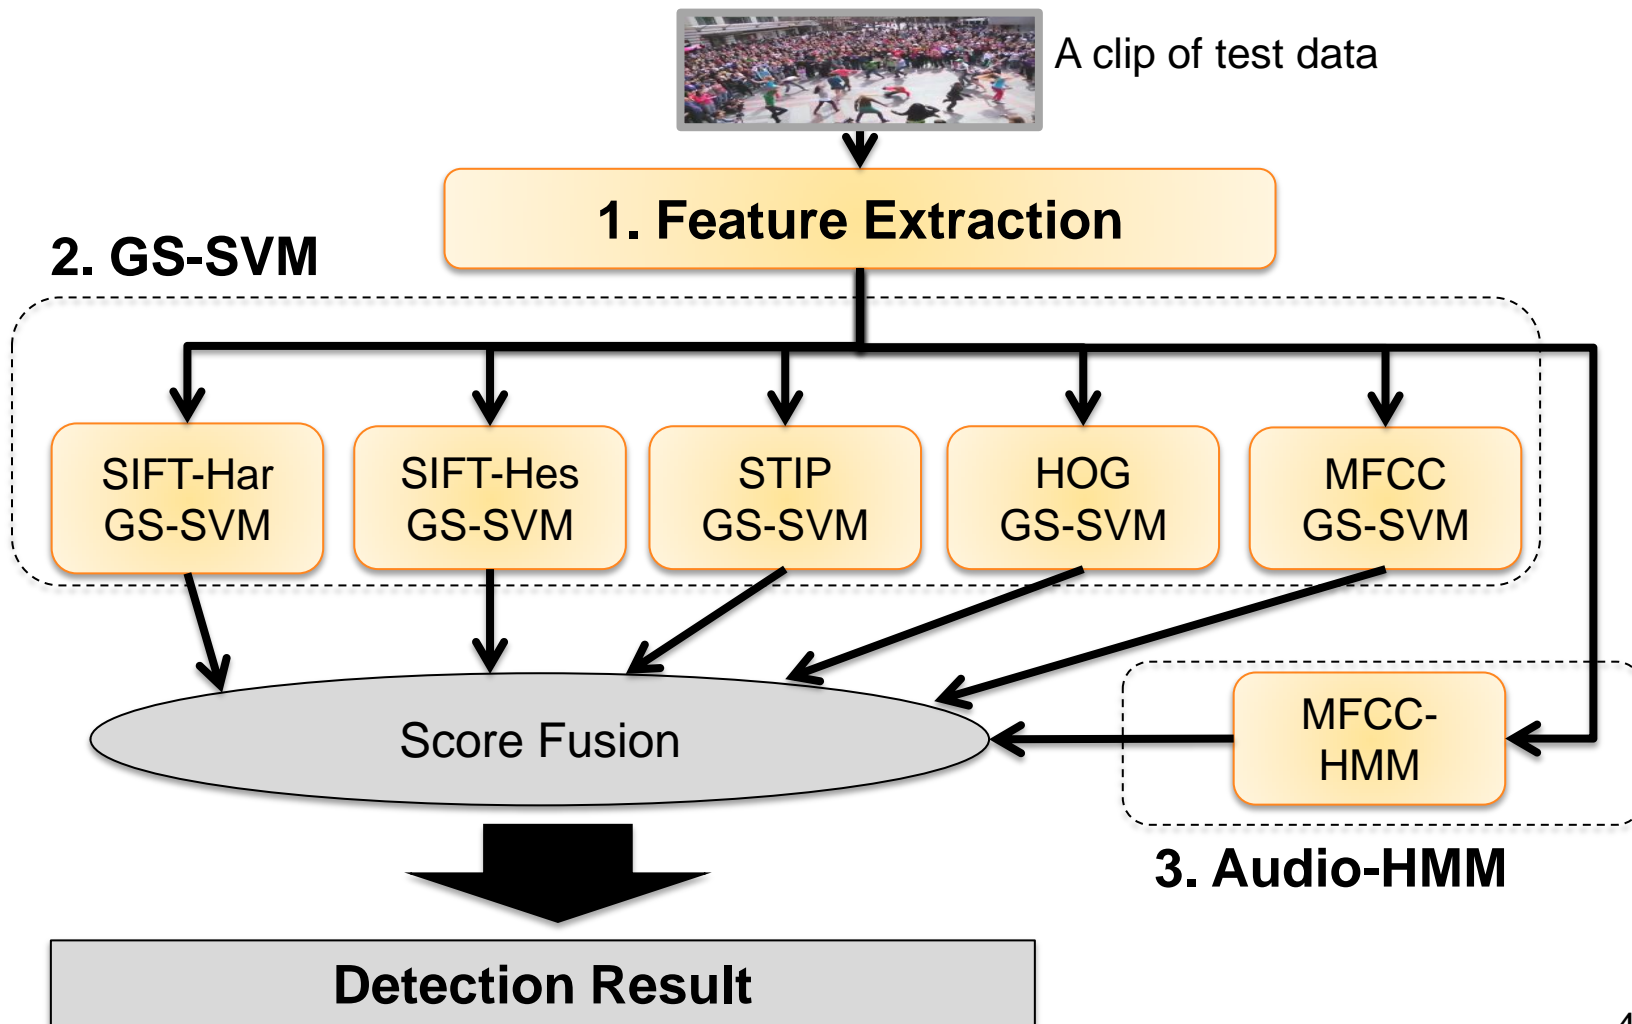 A clip of test data
1. Feature Extraction
2. GS-SVM
SIFT-Har
GS-SVM
SIFT-Hes
GS-SVM
STIP
GS-SVM
HOG
GS-SVM
MFCC
GS-SVM
Score Fusion
MFCC-
HMM
3. Audio-HMM
Detection Result
4